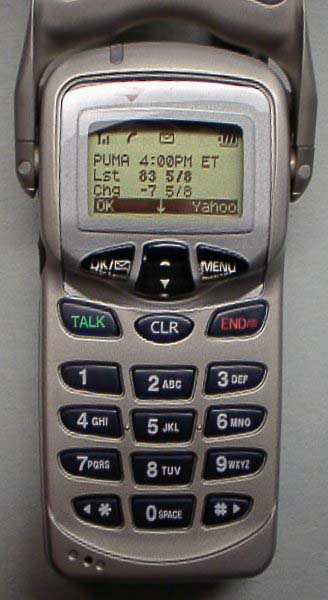 PUMA 4:00PM ET
Lst 83 5/8
Chg -7 5/8
OK ↓ Yahoo
OK/ MENU
TALK CLR END/
1 2 ABC 3 DEF
4 GHI 5 JKL 6 MNO
7 PQRS 8 TUV 9 WXYZ
* 0 SPACE #